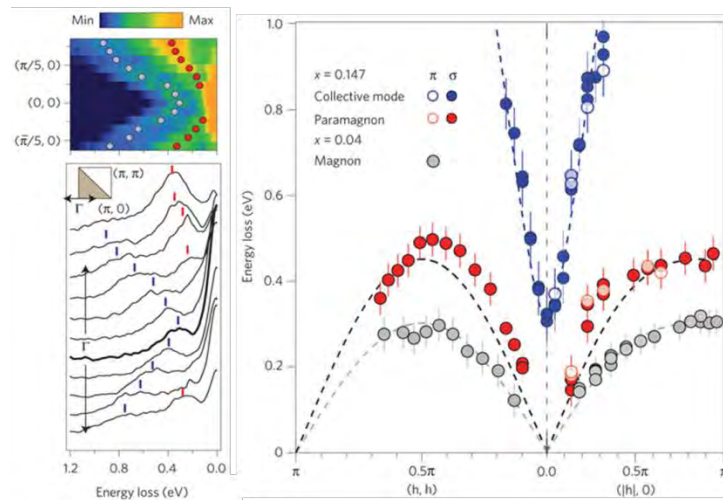 Min Max
(π/5, 0)
(0, 0)
(π̄/5, 0)
(π, π)
Γ
(π, 0)
Γ
1.2 0.8 0.4 0.0
Energy loss (eV)
1.0
0.8
0.6
0.4
0.2
0
Energy loss (eV)
x = 0.147 π σ
Collective mode
Paramagnon
x = 0.04
Magnon
π 0.5π 0.0 0.5π
(h, h) (|h|, 0)